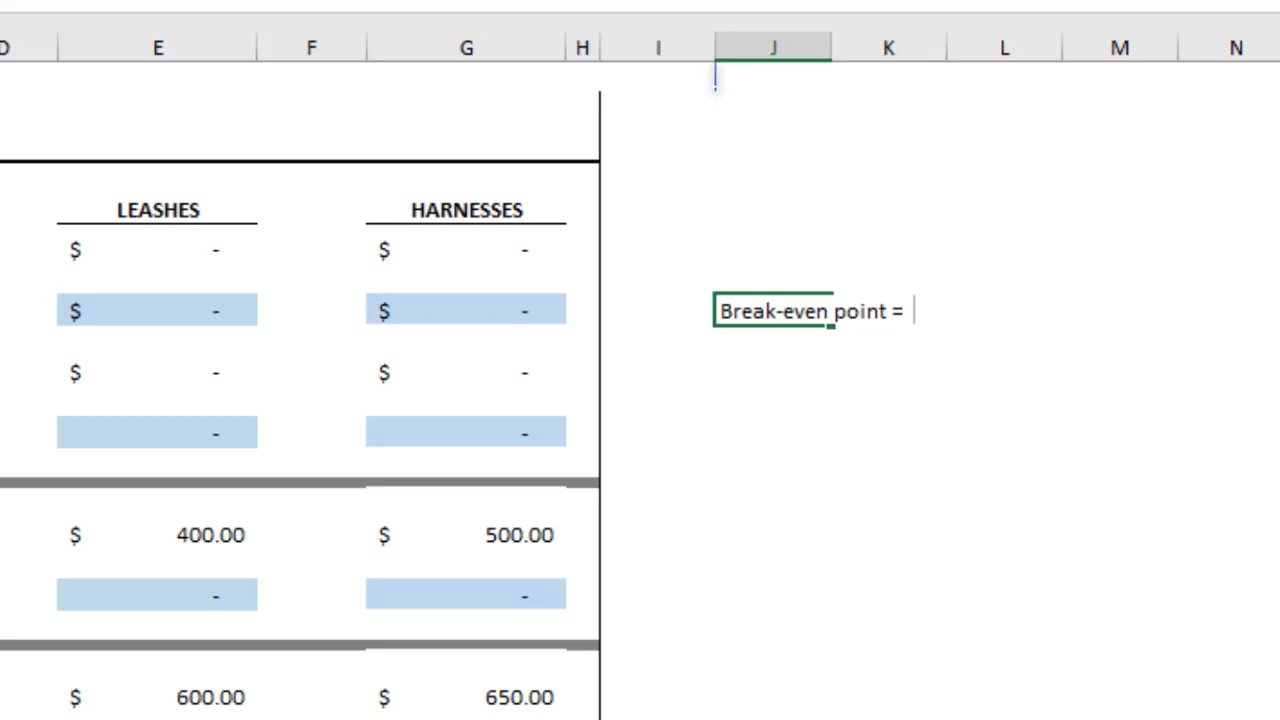 D E F G H I J K L M N
LEASHES HARNESSES
$ - $ -
$ - $ - Break-even point =
$ - $ -
- -
$ 400.00 $ 500.00
- -
$ 600.00 $ 650.00